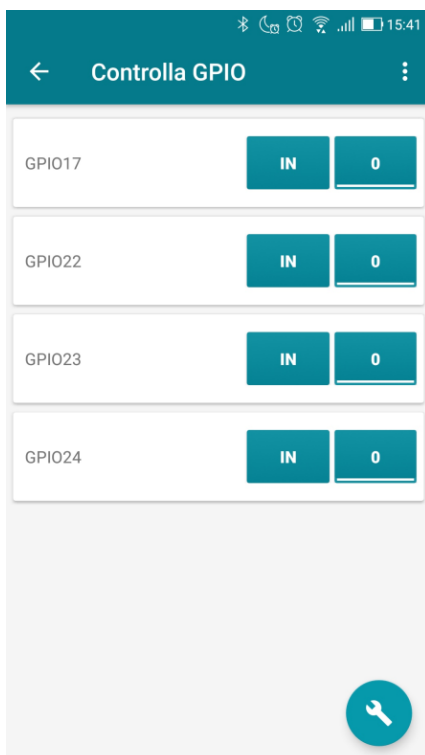 15:41
Controlla GPIO
GPIO17 IN 0
GPIO22 IN 0
GPIO23 IN 0
GPIO24 IN 0